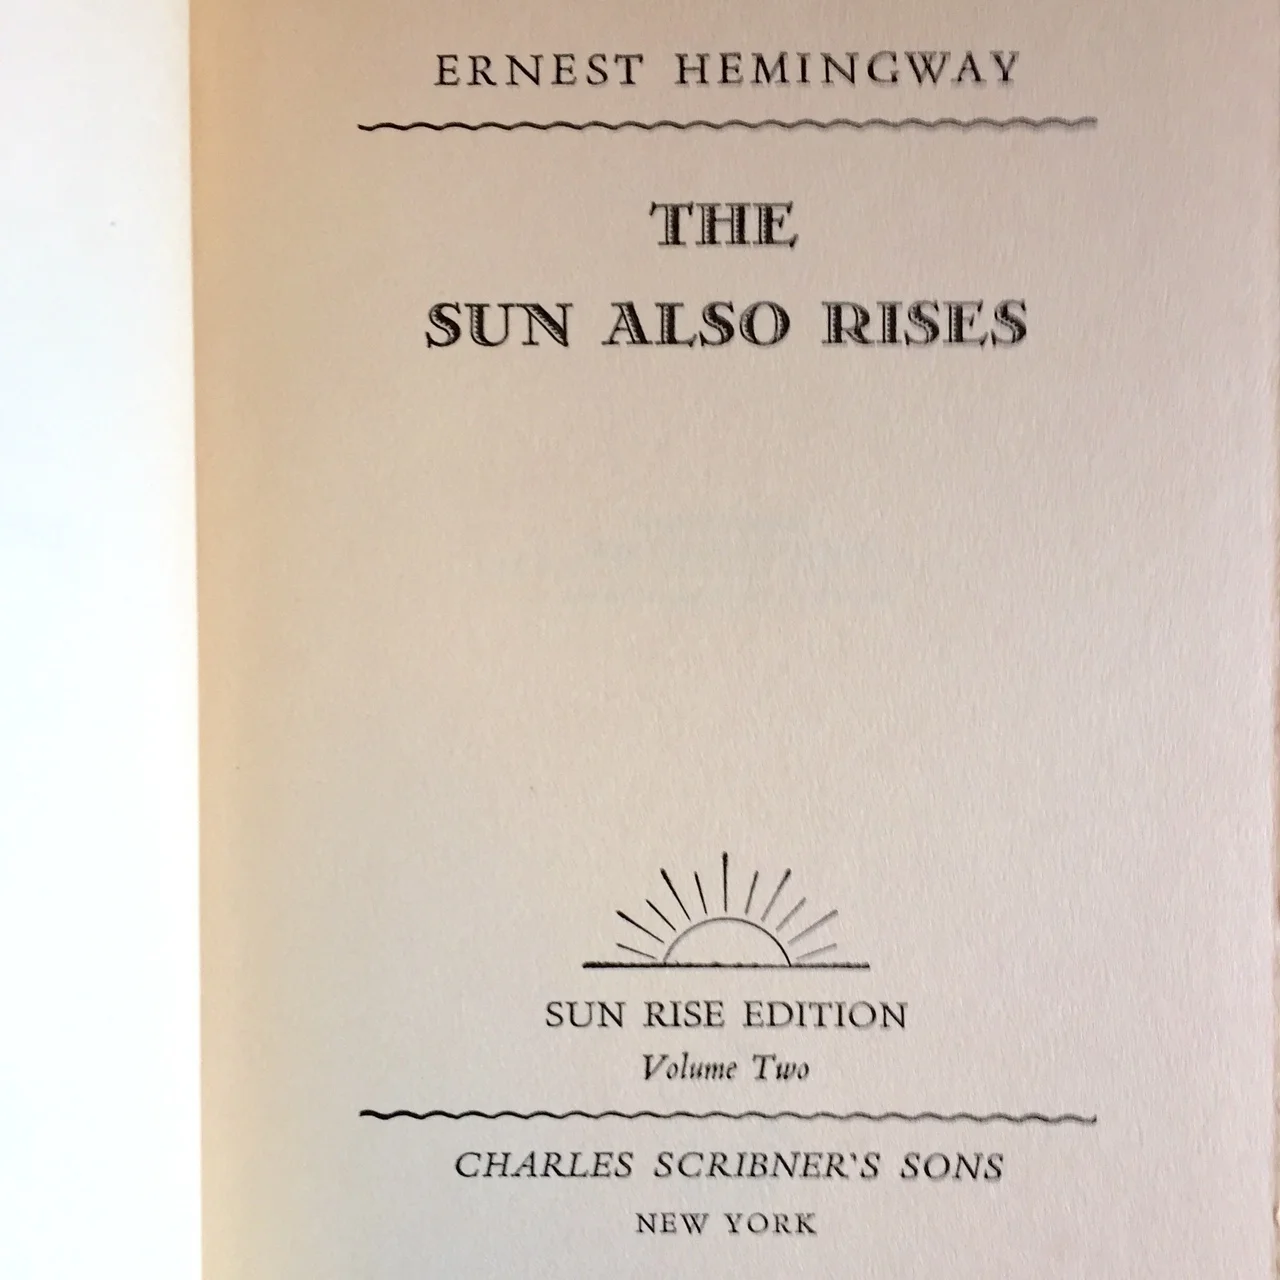 ERNEST HEMINGWAY
THE
SUN ALSO RISES
SUN RISE EDITION
Volume Two
CHARLES SCRIBNER'S SONS
NEW YORK